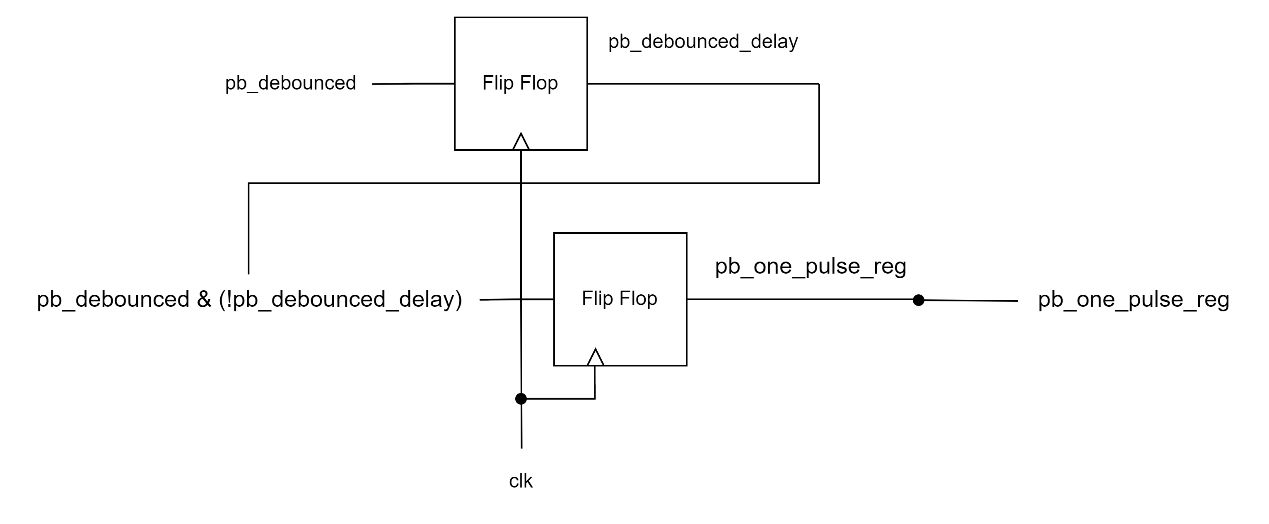 pb_debounced_delay
pb_debounced
Flip Flop
pb_one_pulse_reg
pb_debounced & (!pb_debounced_delay)
Flip Flop
pb_one_pulse_reg
clk